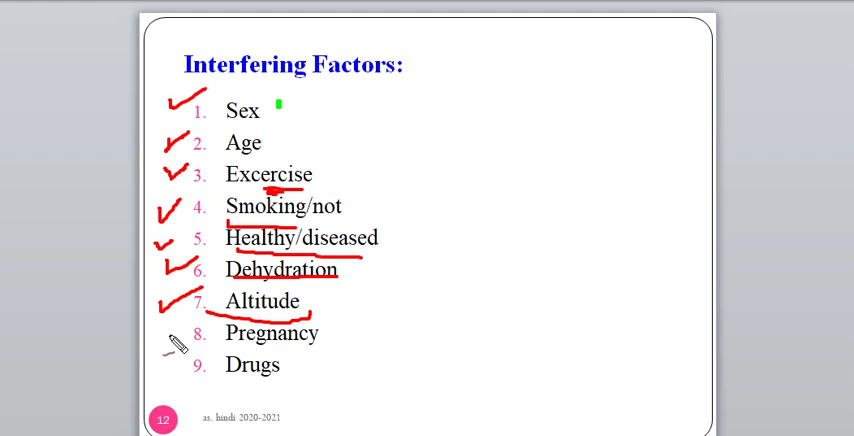 Interfering Factors:
1. Sex
2. Age
3. Excercise
4. Smoking/not
5. Healthy/diseased
6. Dehydration
7. Altitude
8. Pregnancy
9. Drugs
12 as. hindi 2020-2021